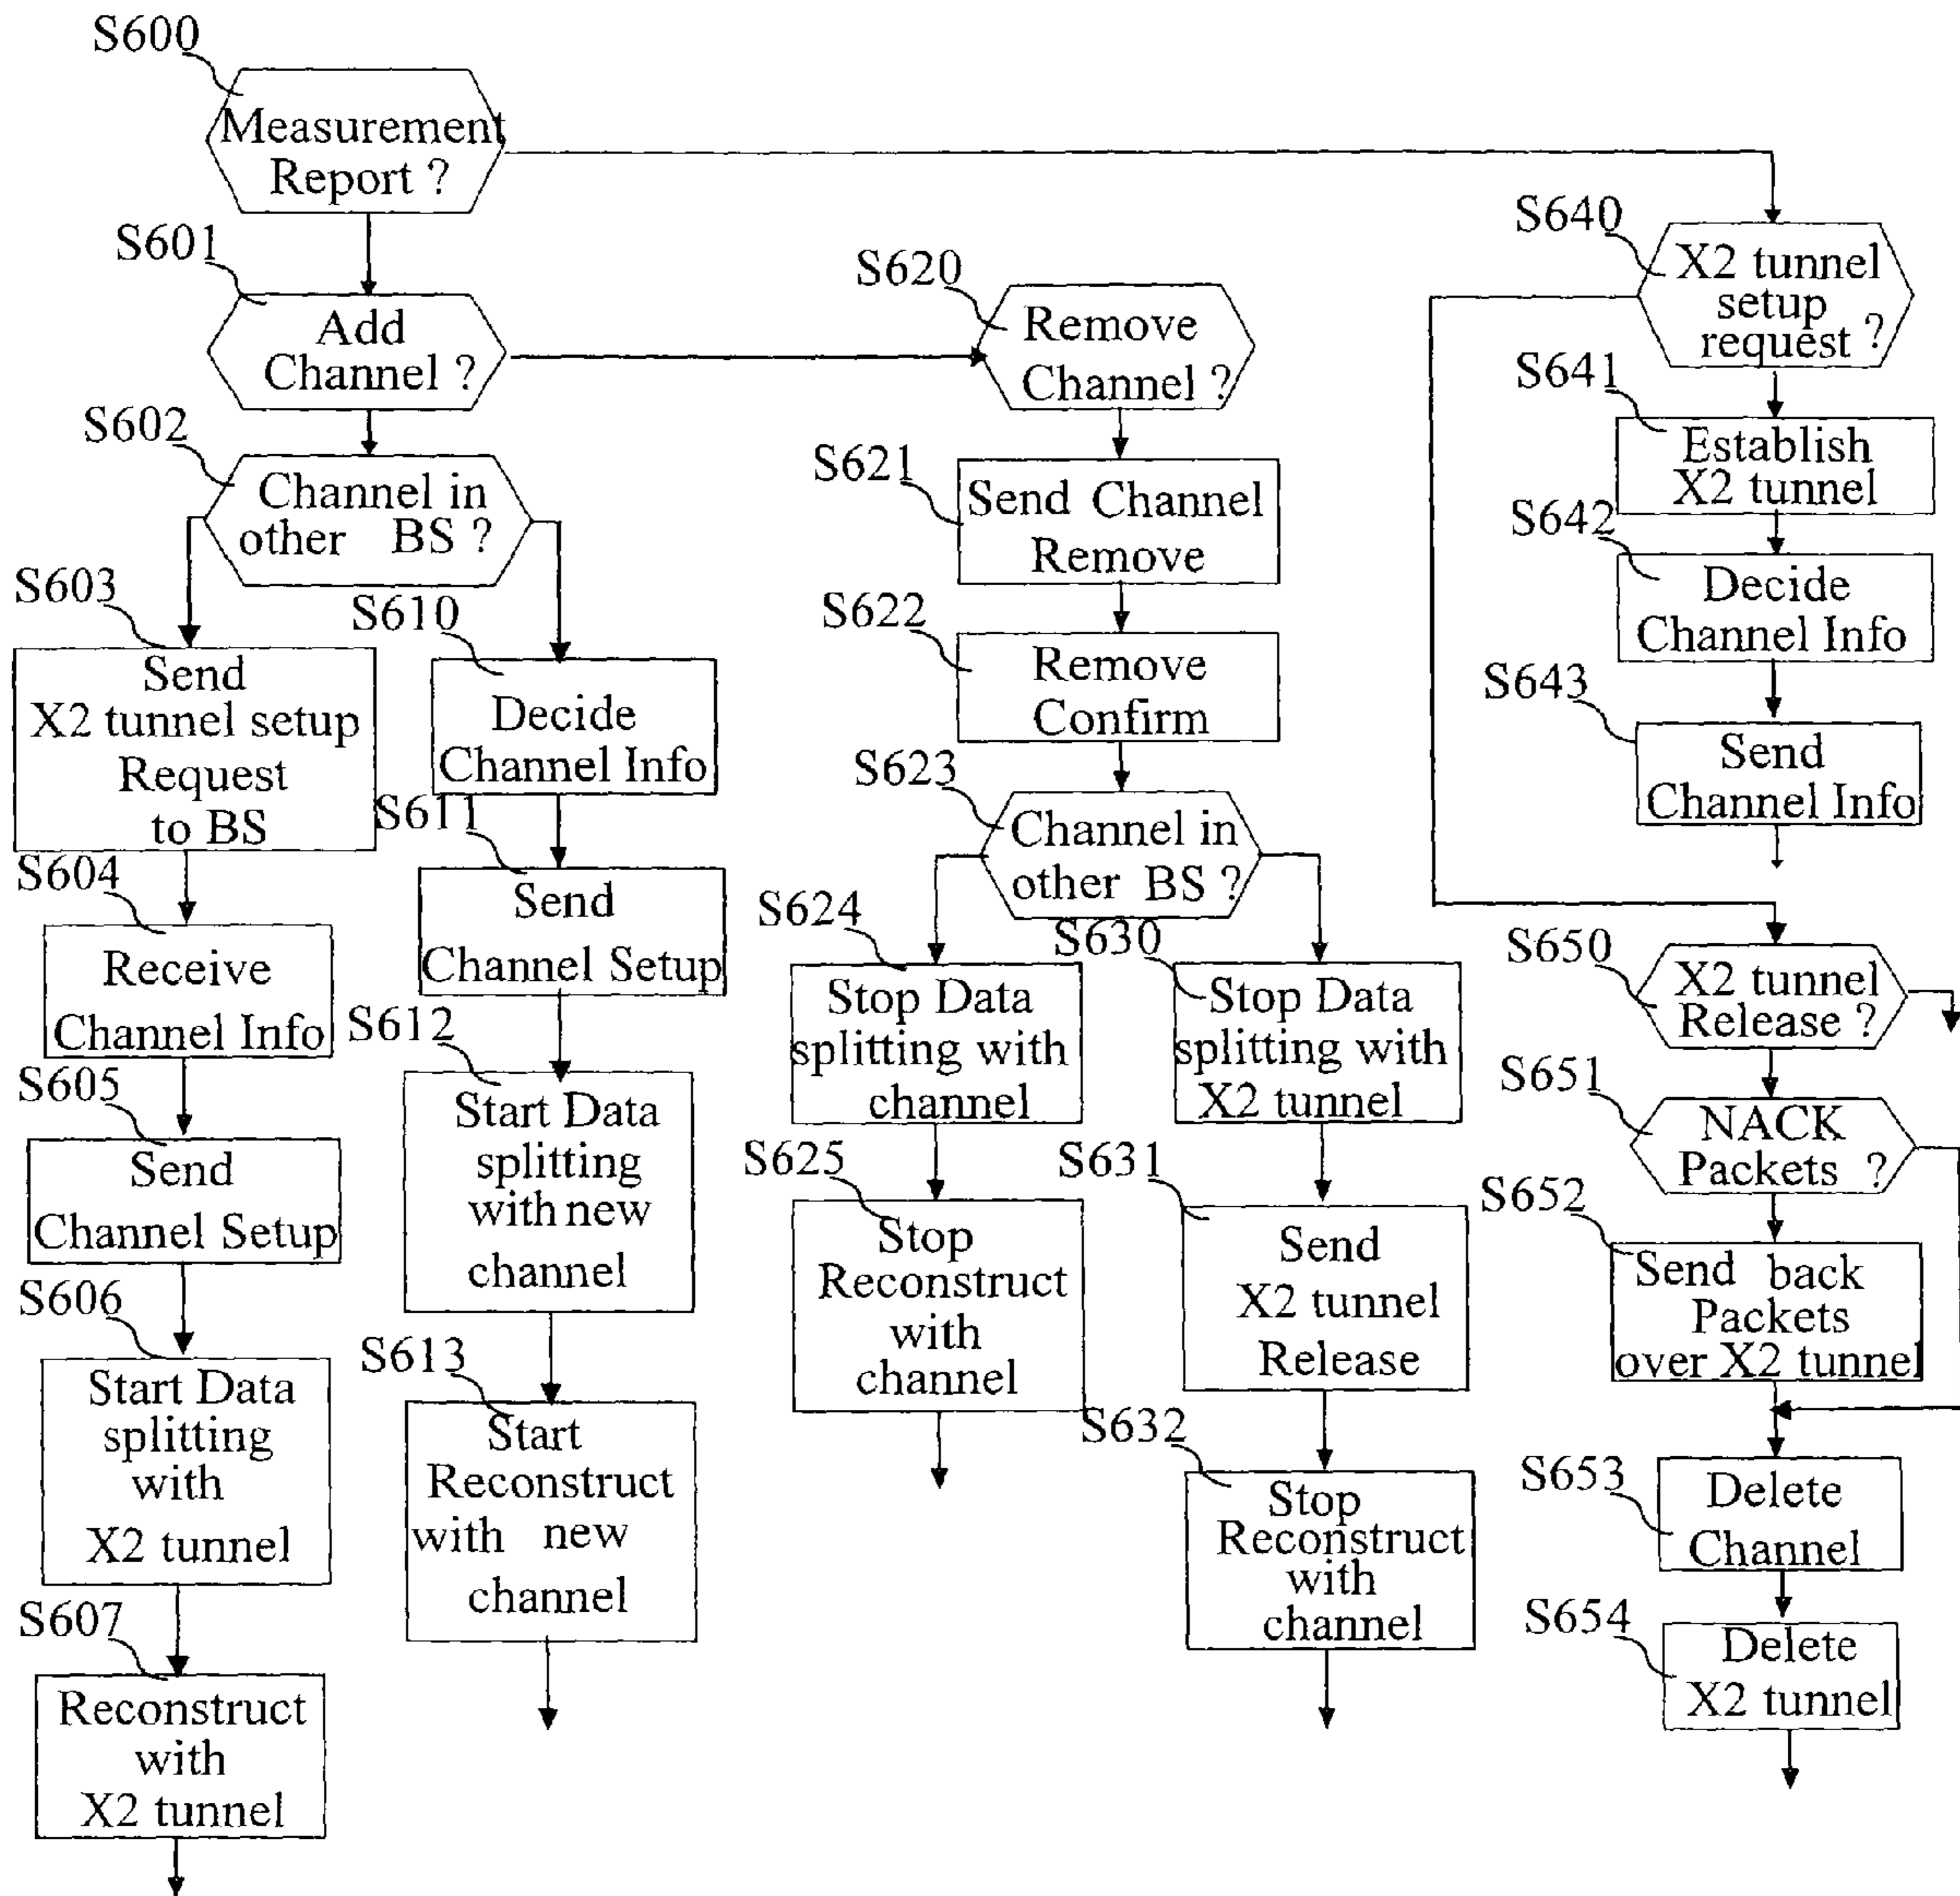 S600
Measurement
Report ?
S601
Add
Channel ?
S602
Channel in
other BS ?
S603
Send
X2 tunnel setup
Request
to BS
S604
Receive
Channel Info
S605
Send
Channel Setup
S606
Start Data
splitting
with
X2 tunnel
S607
Reconstruct
with
X2 tunnel
S610
Decide
Channel Info
S611
Send
Channel Setup
S612
Start Data
splitting
with new
channel
S613
Start
Reconstruct
with new
channel
S620
Remove
Channel ?
S621
Send Channel
Remove
S622
Remove
Confirm
S623
Channel in
other BS ?
S624
Stop Data
splitting with
channel
S625
Stop
Reconstruct
with
channel
S630
Stop Data
splitting with
X2 tunnel
S631
Send
X2 tunnel
Release
S632
Stop
Reconstruct
with
channel
S640
X2 tunnel
setup
request ?
S641
Establish
X2 tunnel
S642
Decide
Channel Info
S643
Send
Channel Info
S650
X2 tunnel
Release ?
S651
NACK
Packets ?
S652
Send back
Packets
over X2 tunnel
S653
Delete
Channel
S654
Delete
X2 tunnel